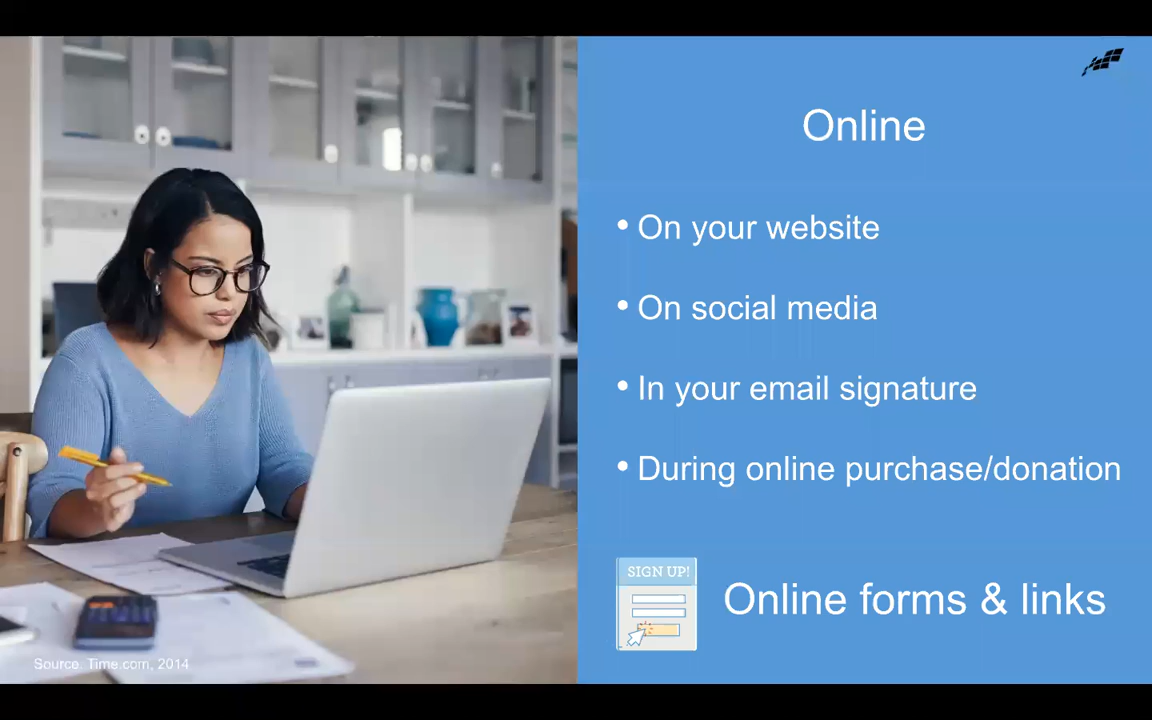 Online
• On your website
• On social media
• In your email signature
• During online purchase/donation
SIGN UP!
Online forms & links
Source: Time.com, 2014